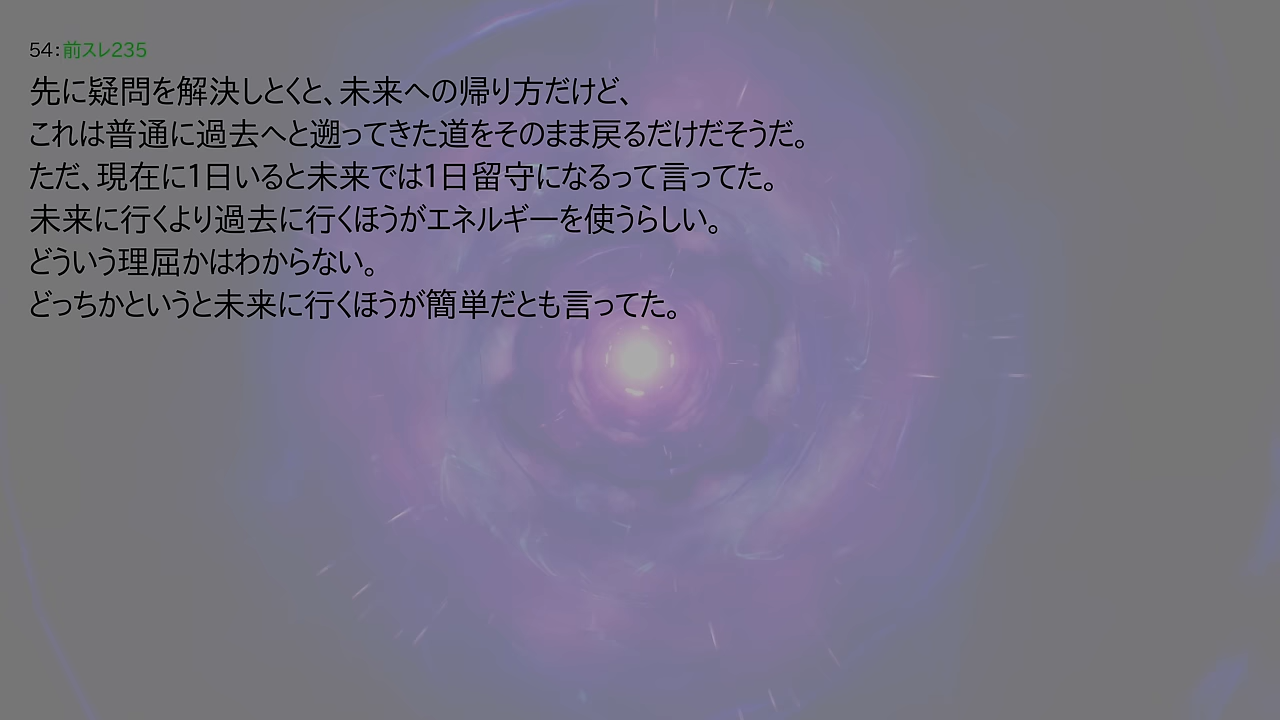 54:前スレ235
先に疑問を解決しとくと、未来への帰り方だけど、
これは普通に過去へと遡ってきた道をそのまま戻るだけだそうだ。
ただ、現在に1日いると未来では1日留守になるって言ってた。
未来に行くより過去に行くほうがエネルギーを使うらしい。
どういう理屈かはわからない。
どっちかというと未来に行くほうが簡単だとも言ってた。